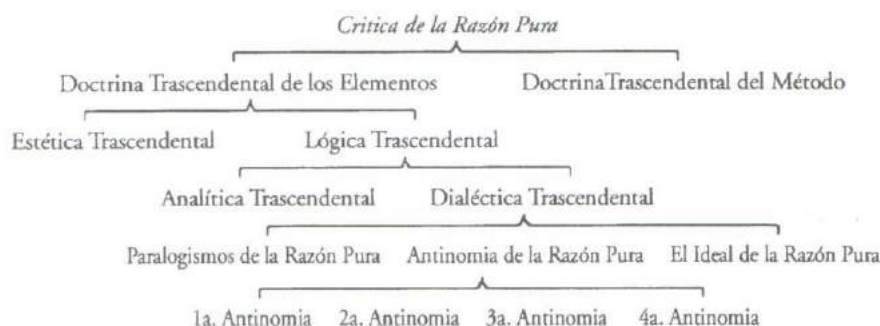 Critica de la Razón Pura
Doctrina Trascendental de los Elementos DoctrinaTrascendental del Método
Estética Trascendental Lógica Trascendental
Analítica Trascendental Dialéctica Trascendental
Paralogismos de la Razón Pura Antinomia de la Razón Pura El Ideal de la Razón Pura
1a. Antinomia 2a. Antinomia 3a. Antinomia 4a. Antinomia